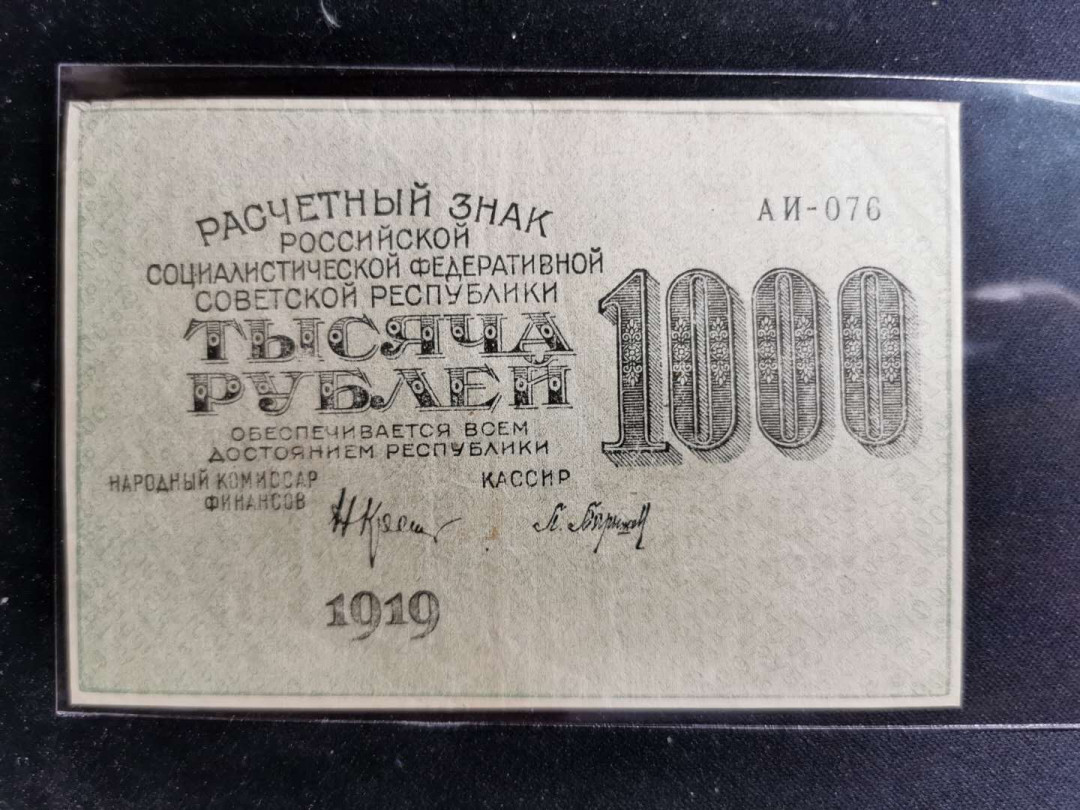 РАСЧЕТНЫЙ ЗНАК
РОССИЙСКОЙ
СОЦИАЛИСТИЧЕСКОЙ ФЕДЕРАТИВНОЙ
СОВЕТСКОЙ РЕСПУБЛИКИ
ТЫСЯЧА
РУБЛЕЙ
ОБЕСПЕЧИВАЕТСЯ ВСЕМ
ДОСТОЯНИЕМ РЕСПУБЛИКИ
АИ-076
1000
НАРОДНЫЙ КОМИССАР
ФИНАНСОВ
КАССИР
1919